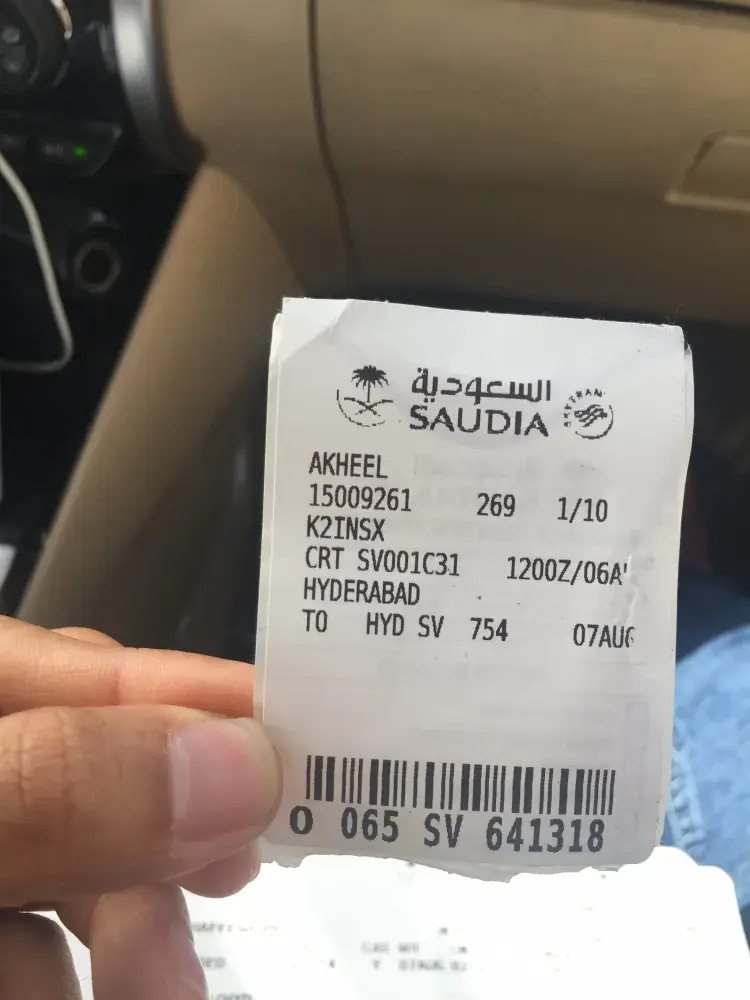 السعودية
SAUDIA
SKYTEAM
AKHEEL
15009261 269 1/10
K2INSX
CRT SV001C31 1200Z/06A
HYDERABAD
TO HYD SV 754 07AUG
0 065 SV 641318